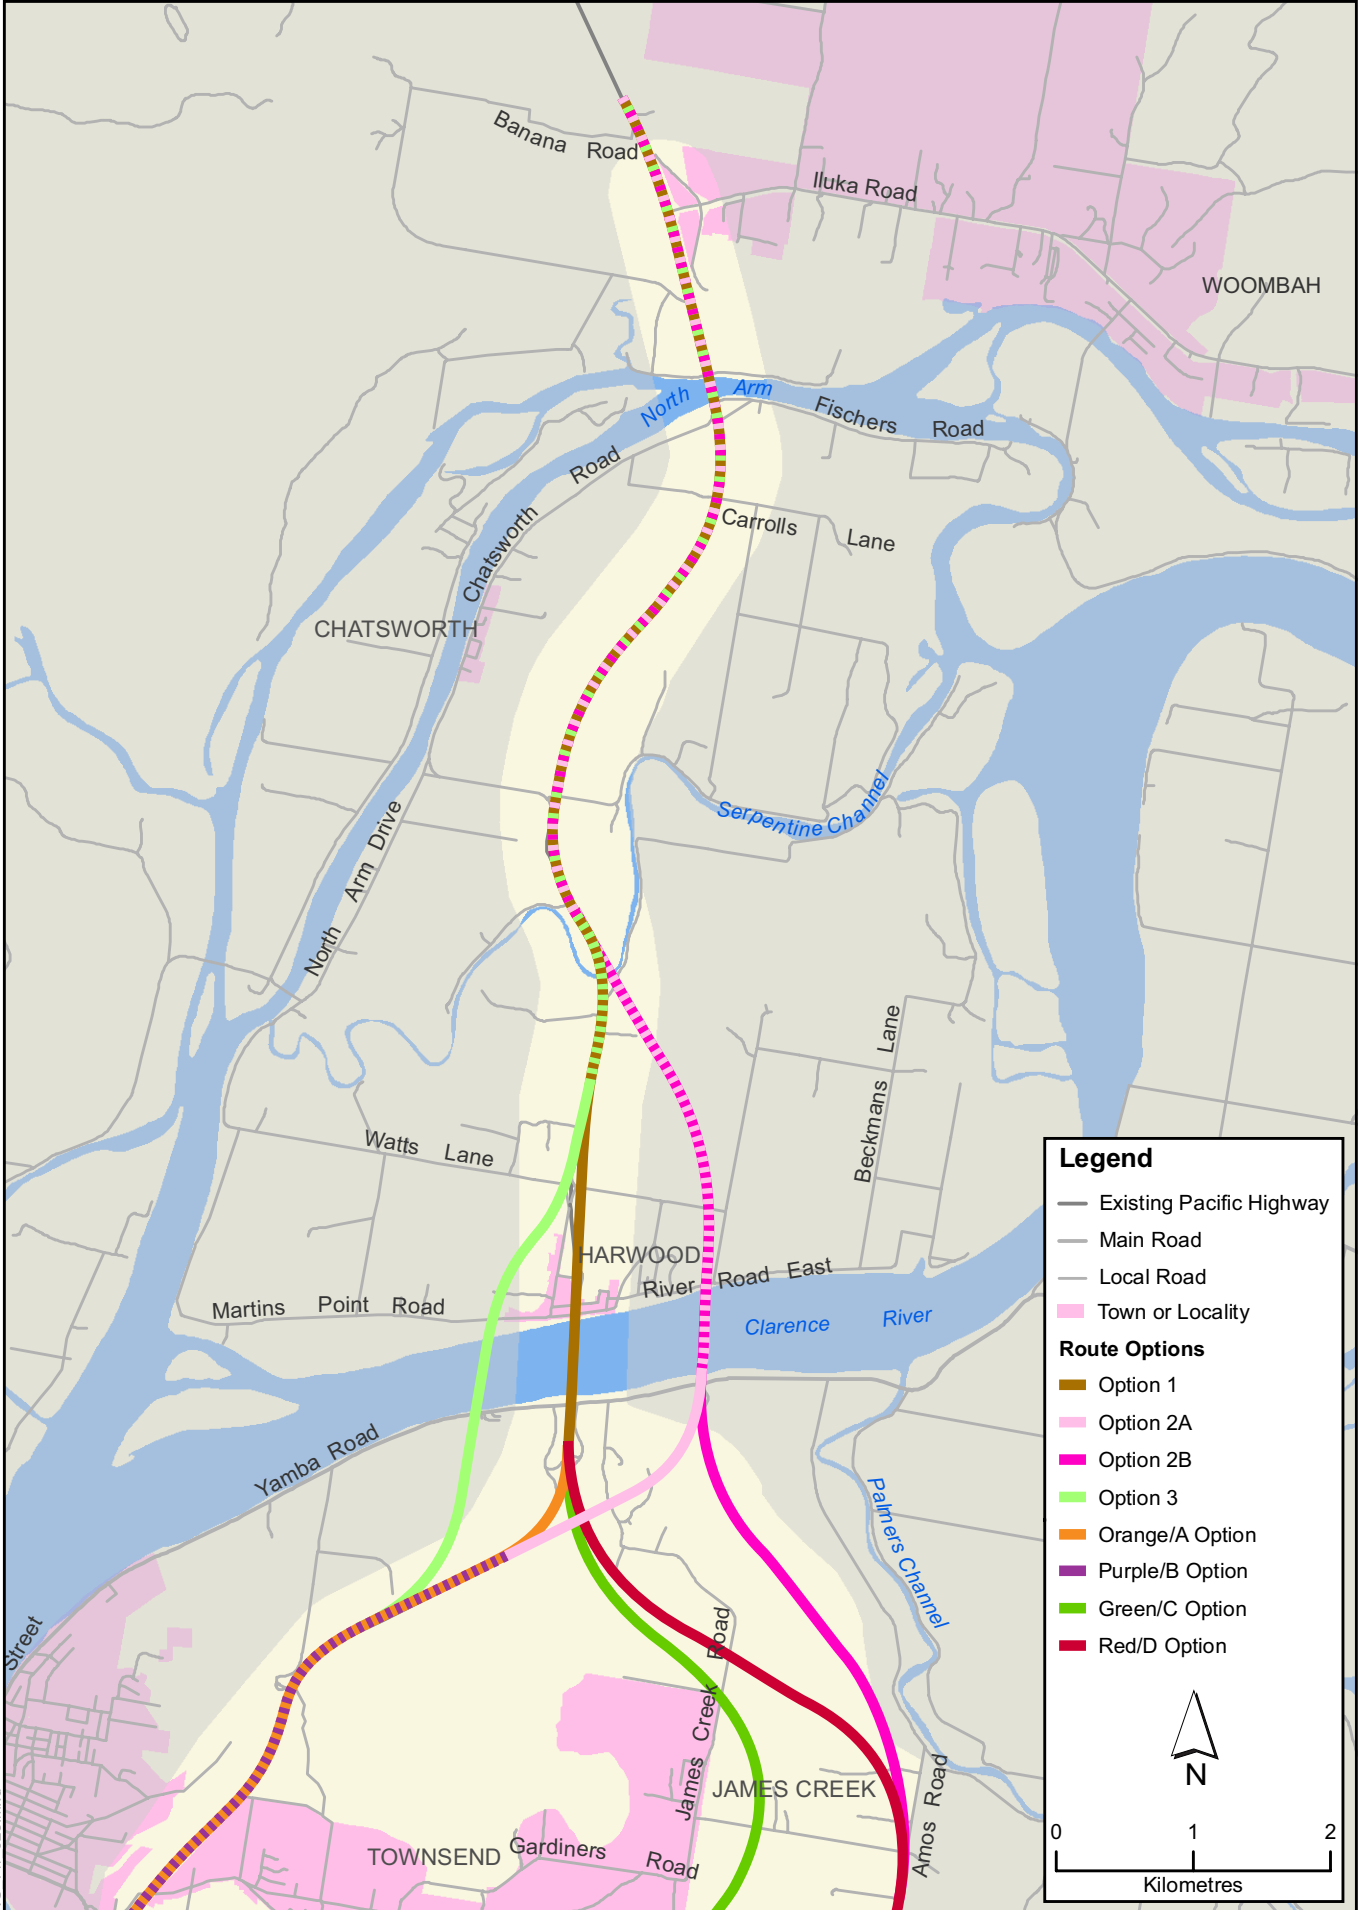 Banana Road
Iluka Road
WOOMBAH
North Arm
Fischers Road
Chatsworth Road
Carrolls Lane
CHATSWORTH
Serpentine Channel
North Arm Drive
Beckmans Lane
Watts Lane
HARWOOD
River Road East
Martins Point Road
Clarence River
Yamba Road
Palmers Channel
Street
James Creek Road
JAMES CREEK
Amos Road
TOWNSEND
Gardiners Road
Legend
Existing Pacific Highway
Main Road
Local Road
Town or Locality
Route Options
Option 1
Option 2A
Option 2B
Option 3
Orange/A Option
Purple/B Option
Green/C Option
Red/D Option
N
0 1 2
Kilometres